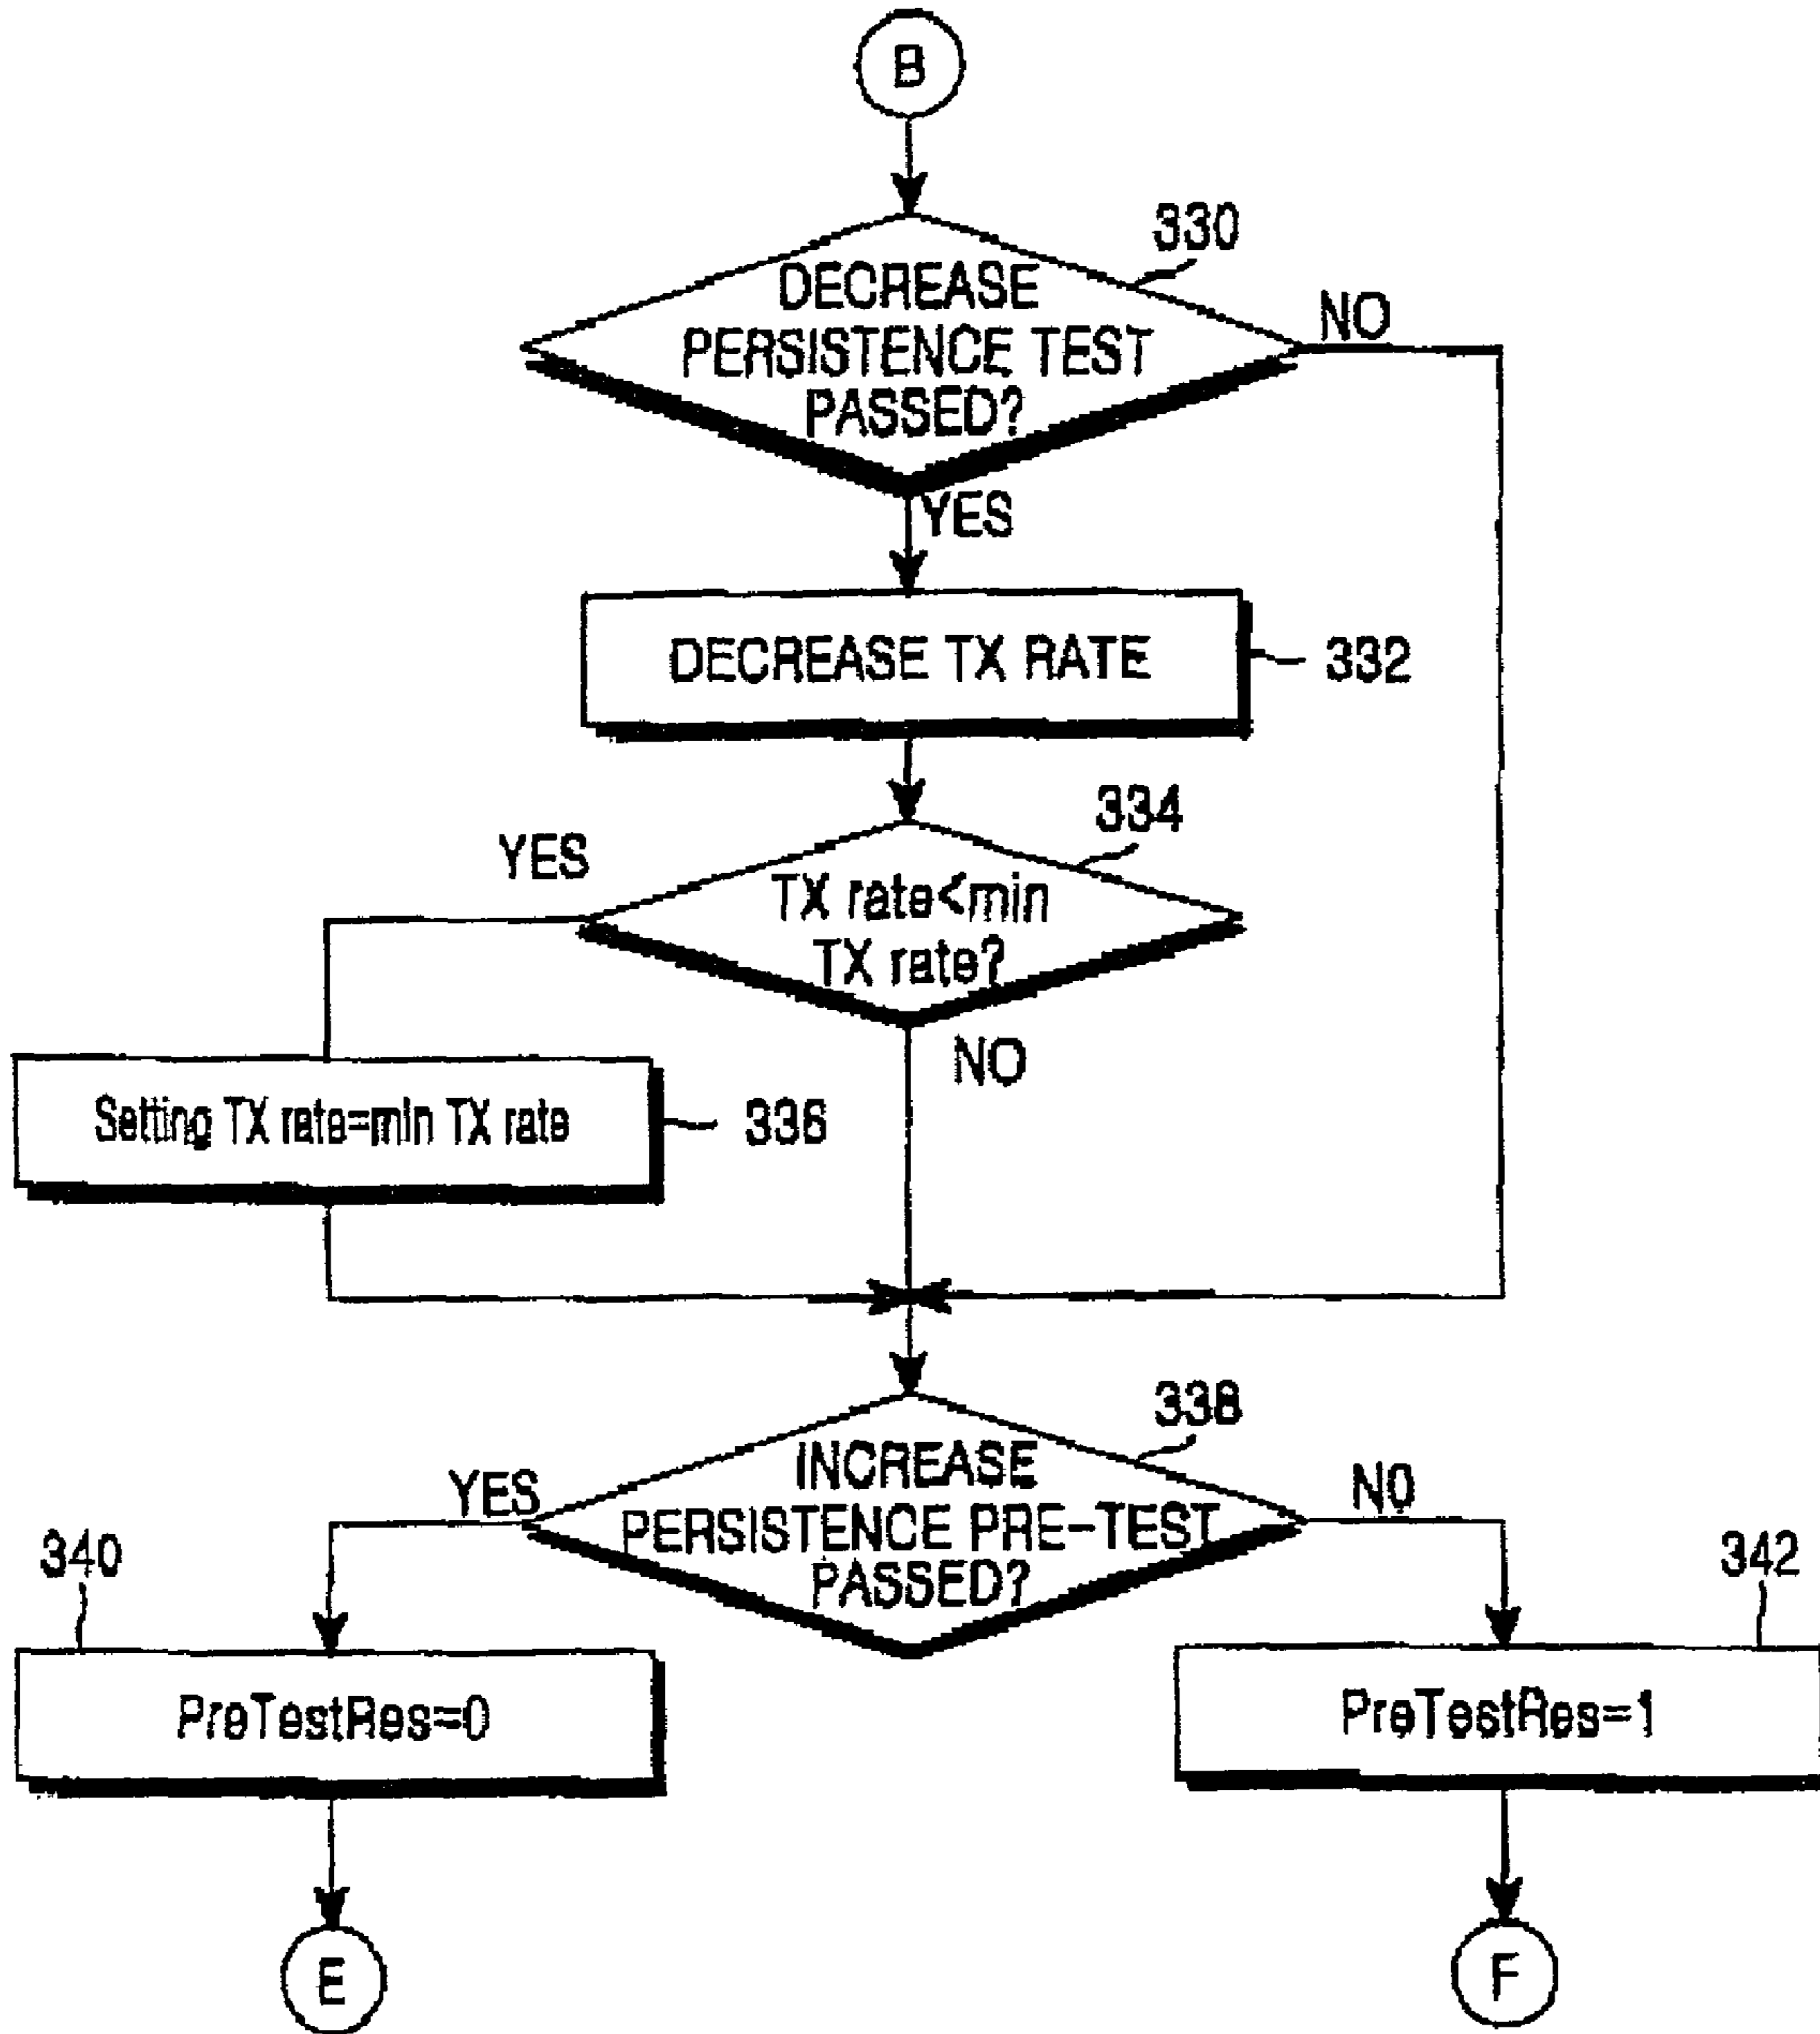 B
330
DECREASE
PERSISTENCE TEST
PASSED?
NO
YES
DECREASE TX RATE
332
334
YES
TX rate<min
TX rate?
NO
Setting TX rate=min TX rate
336
338
INCREASE
PERSISTENCE PRE-TEST
PASSED?
YES
NO
340
342
PreTestRes=0
PreTestRes=1
E
F